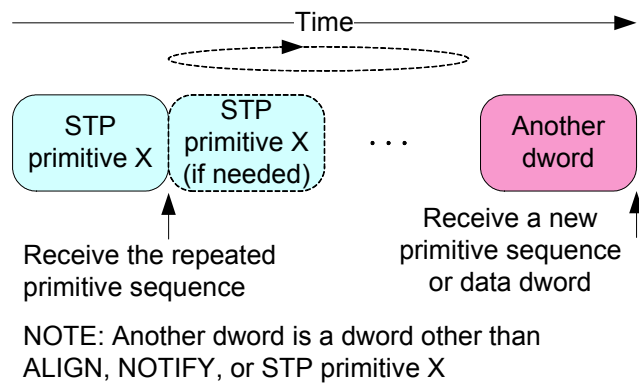 Time
STP
primitive X
STP
primitive X
(if needed)
. . .
Another
dword
Receive the repeated
primitive sequence
Receive a new
primitive sequence
or data dword
NOTE: Another dword is a dword other than
ALIGN, NOTIFY, or STP primitive X